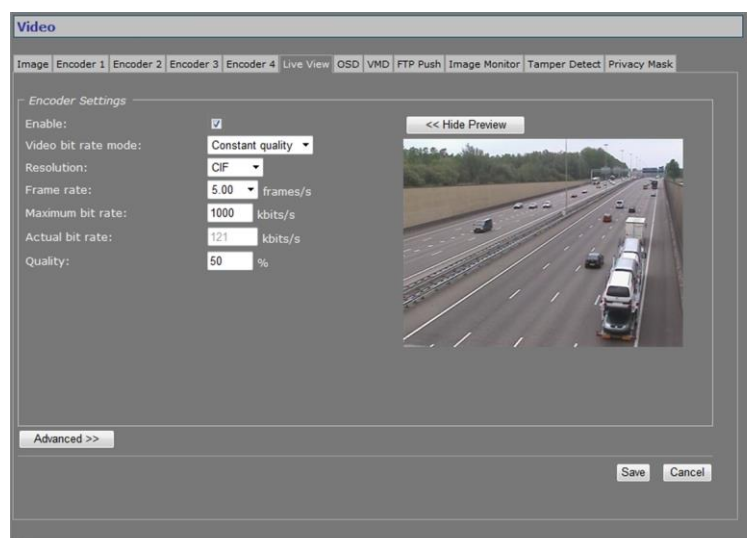 Video
Image Encoder 1 Encoder 2 Encoder 3 Encoder 4 Live View OSD VMD FTP Push Image Monitor Tamper Detect Privacy Mask
Encoder Settings
Enable:
<< Hide Preview
Video bit rate mode: Constant quality
Resolution: CIF
Frame rate: 5.00 frames/s
Maximum bit rate: 1000 kbits/s
Actual bit rate: 121 kbits/s
Quality: 50 %
Advanced >>
Save Cancel